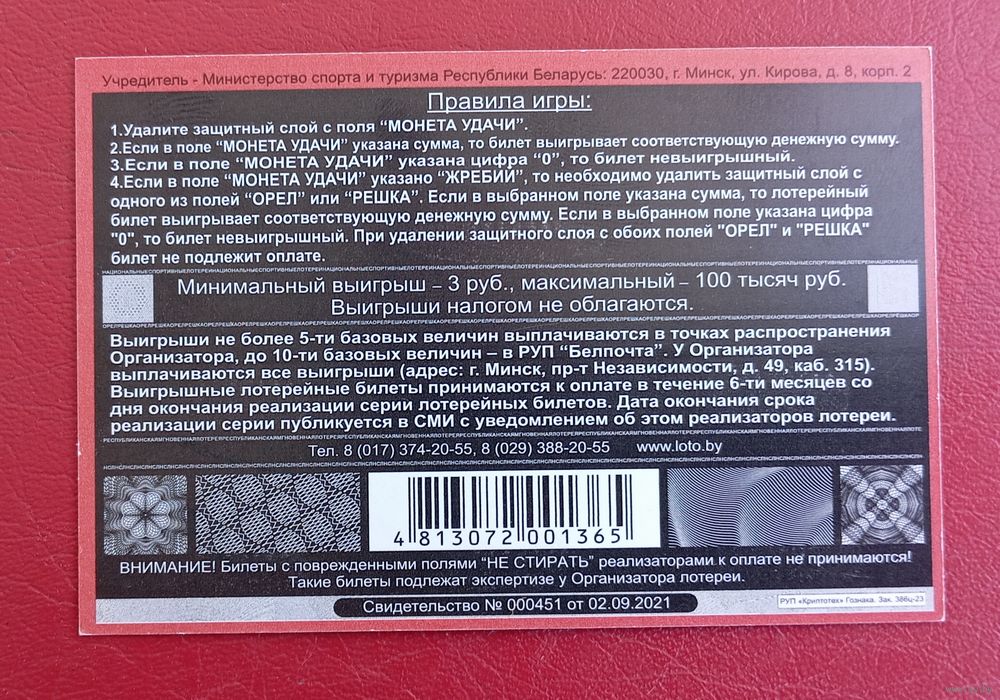 Учредитель - Министерство спорта и туризма Республики Беларусь: 220030, г. Минск, ул. Кирова, д. 8, корп. 2
Правила игры:
1.Удалите защитный слой с поля “МОНЕТА УДАЧИ”.
2.Если в поле “МОНЕТА УДАЧИ” указана сумма, то билет выигрывает соответствующую денежную сумму.
3.Если в поле “МОНЕТА УДАЧИ” указана цифра “0”, то билет невыигрышный.
4.Если в поле “МОНЕТА УДАЧИ” указано “ЖРЕБИЙ”, то необходимо удалить защитный слой с
одного из полей “ОРЕЛ” или “РЕШКА”. Если в выбранном поле указана сумма, то лотерейный
билет выигрывает соответствующую денежную сумму. Если в выбранном поле указана цифра
"0", то билет невыигрышный. При удалении защитного слоя с обоих полей "ОРЕЛ" и "РЕШКА"
билет не подлежит оплате.
Минимальный выигрыш – 3 руб., максимальный – 100 тысяч руб.
Выигрыши налогом не облагаются.
Выигрыши не более 5-ти базовых величин выплачиваются в точках распространения
Организатора, до 10-ти базовых величин – в РУП “Белпочта”. У Организатора
выплачиваются все выигрыши (адрес: г. Минск, пр-т Независимости, д. 49, каб. 315).
Выигрышные лотерейные билеты принимаются к оплате в течение 6-ти месяцев со
дня окончания реализации серии лотерейных билетов. Дата окончания срока
реализации серии публикуется в СМИ с уведомлением об этом реализаторов лотереи.
Тел. 8 (017) 374-20-55, 8 (029) 388-20-55 www.loto.by
4 813072 001365
ВНИМАНИЕ! Билеты с поврежденными полями “НЕ СТИРАТЬ” реализаторами к оплате не принимаются!
Такие билеты подлежат экспертизе у Организатора лотереи.
Свидетельство № 000451 от 02.09.2021
РУП «Криптотех» Гознака. Зак. 386ц-23